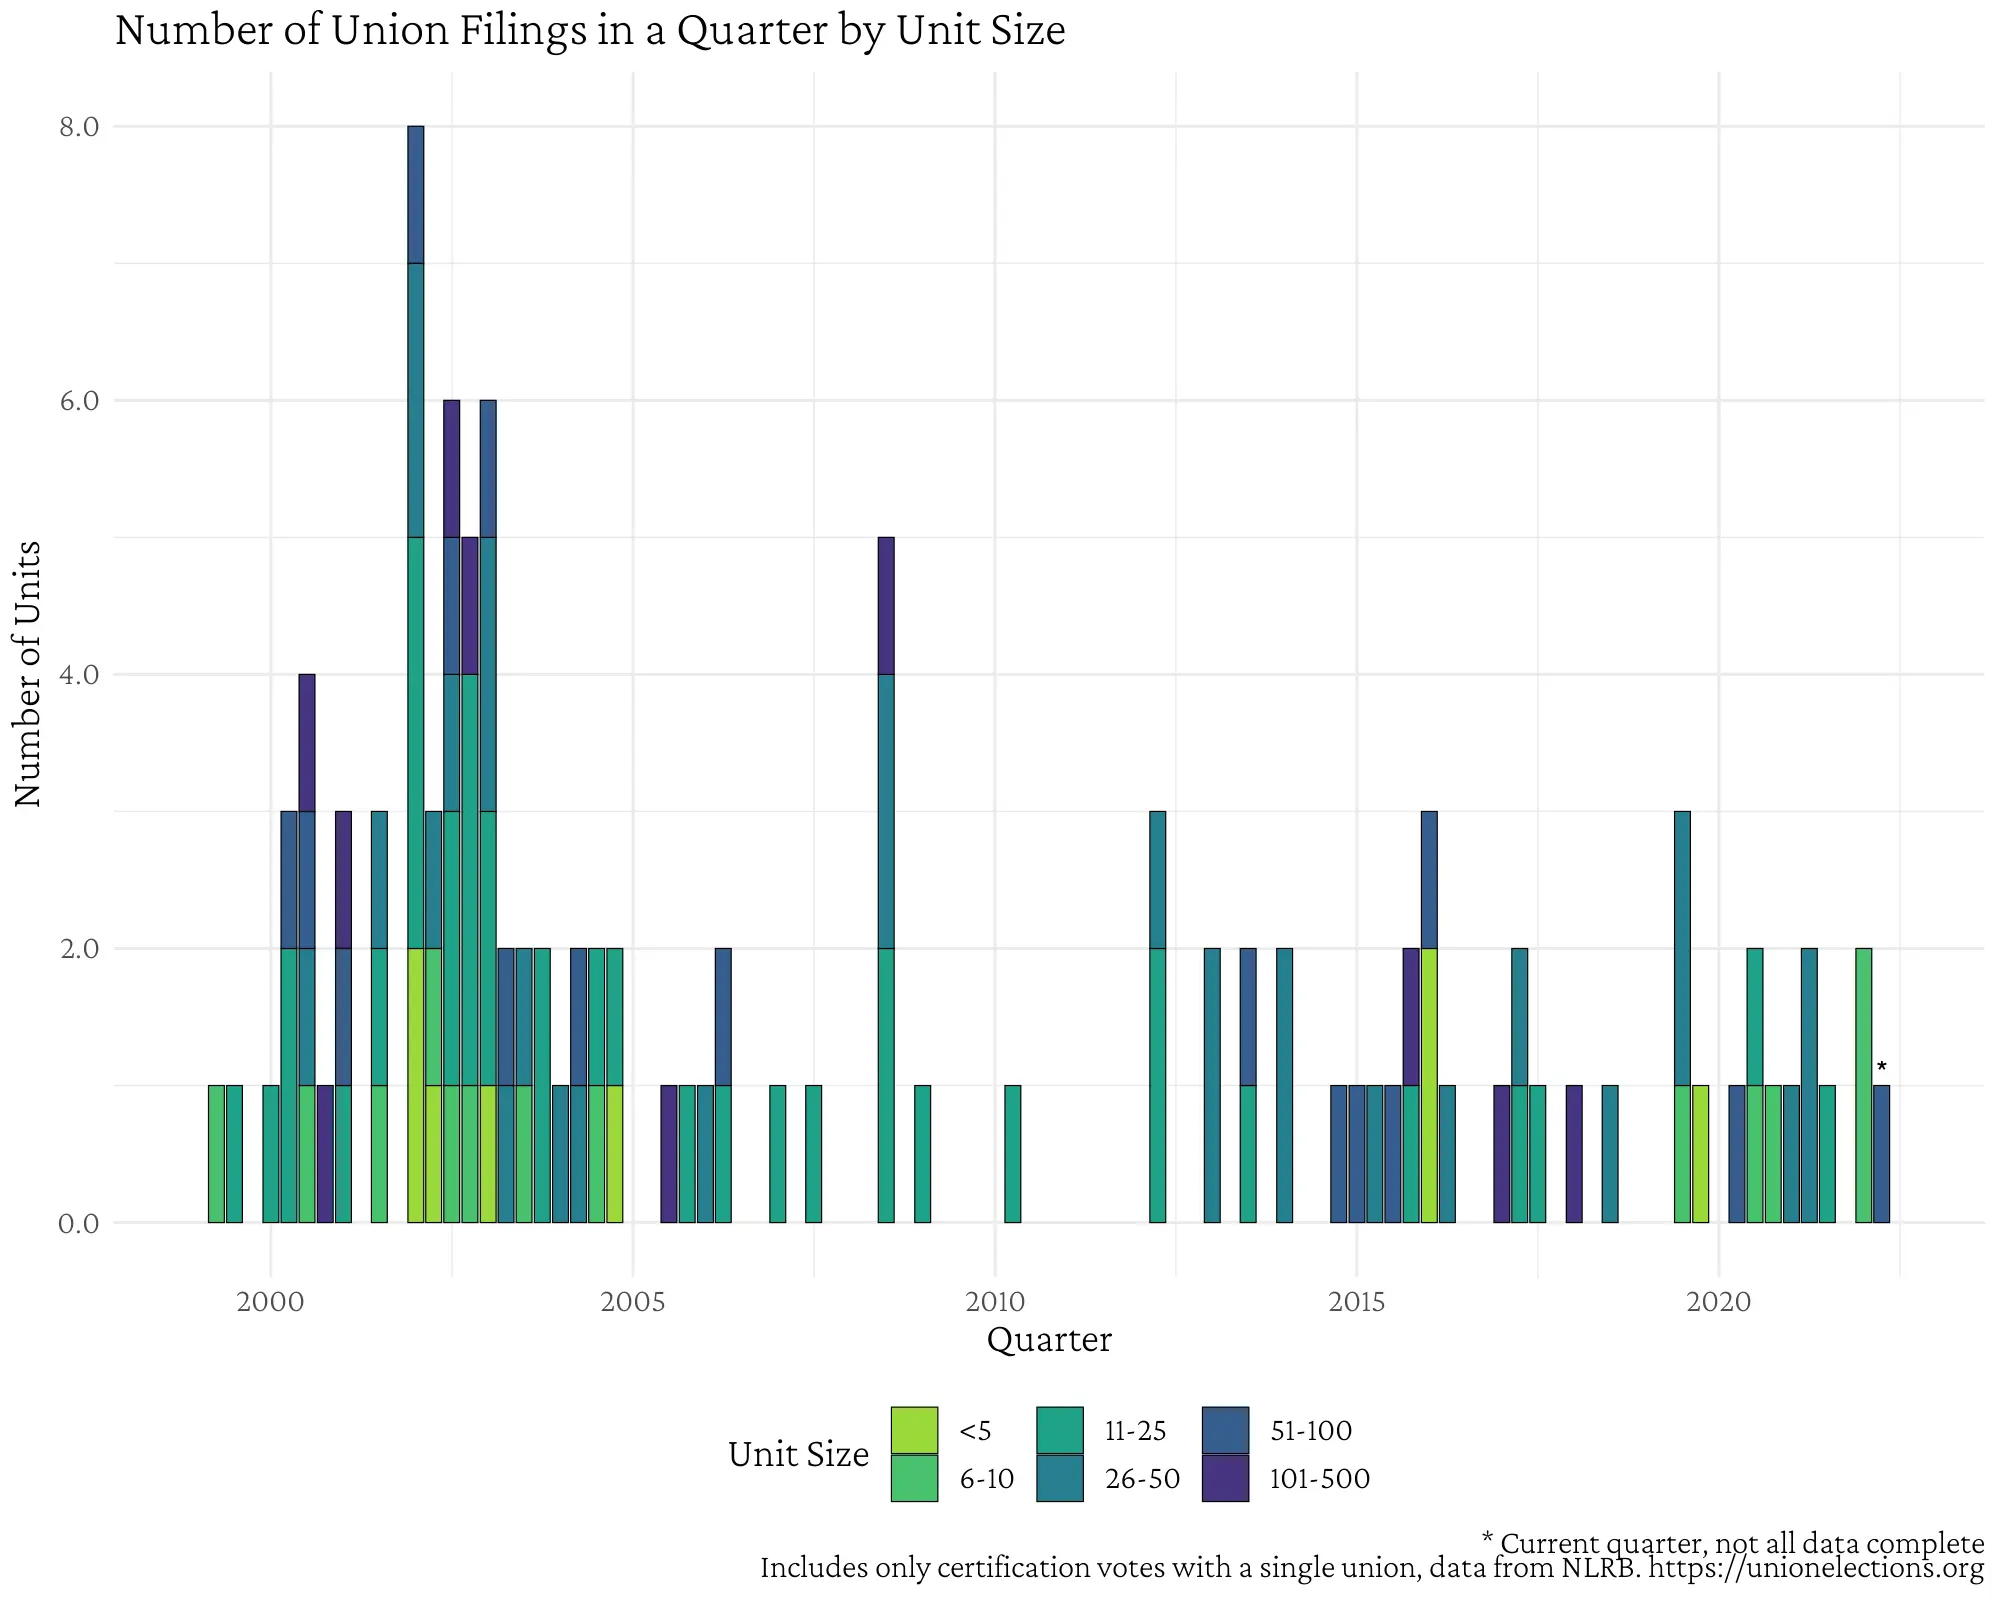 Number of Union Filings in a Quarter by Unit Size
8.0
6.0
4.0
2.0
0.0
Number of Units
*
2000 2005 2010 2015 2020
Quarter
Unit Size
<5 11-25 51-100
6-10 26-50 101-500
* Current quarter, not all data complete
Includes only certification votes with a single union, data from NLRB. https://unionelections.org